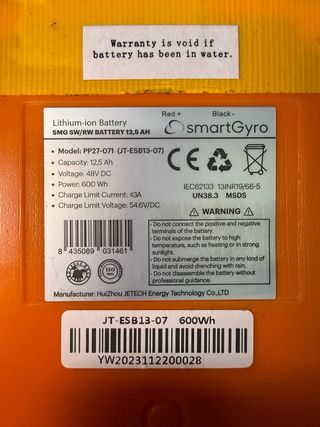 Warranty is void if
battery has been in water.
Lithium-ion Battery
SMG SW/RW BATTERY 12,5 AH
Red + Black -
smartGyro
• Model: PP27-071 (JT-ESB13-07)
• Capacity: 12,5 Ah
• Voltage: 48V DC
• Power: 600 Wh
• Charge Limit Current: ≤3A
• Charge Limit Voltage: 54.6V/DC
CE
IEC62133 13INR19/66-5
UN38.3 MSDS
WARNING
- Do not connect the positive and negative
terminals of the battery.
- Do not expose the battery to high
temperature, such as heating or in strong
sunlight.
- Do not submerge the battery in any kind of
liquid and avoid drenching with rain.
- Do not disassemble the battery without
professional guidance.
8 435089 031461
ISO
Manufacturer: HuiZhou JETECH Energy Technology Co.,LTD
JT-ESB13-07 600Wh
YW2023112200028